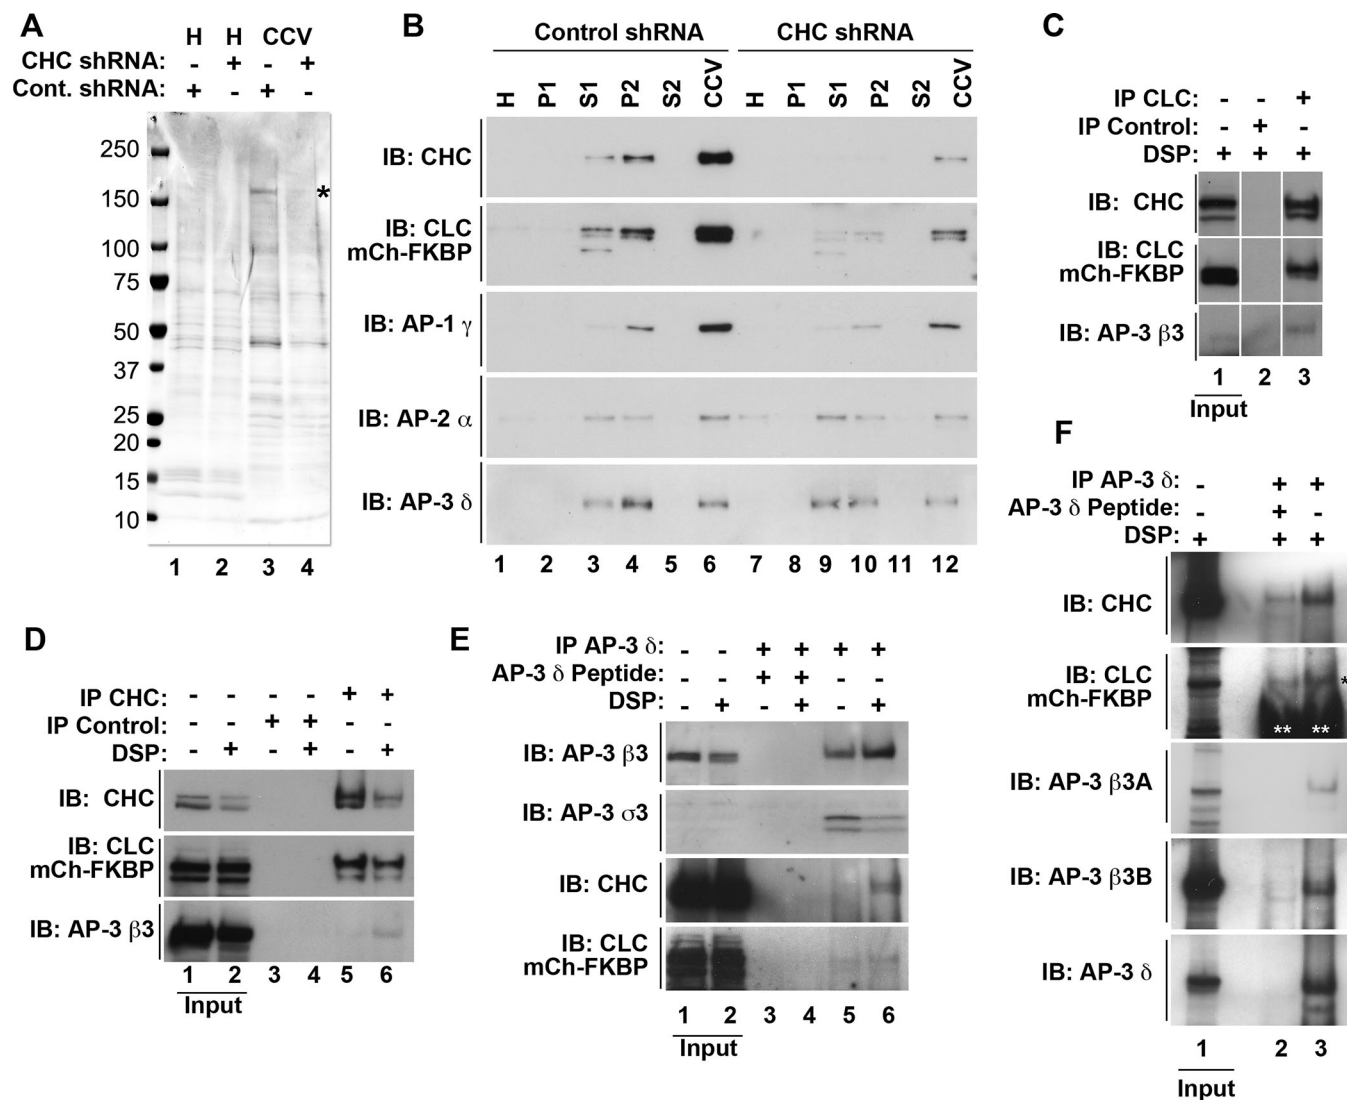 A
H H CCV
CHC shRNA: - + - +
Cont. shRNA: + - + -
250
150
*
100
75
50
37
25
20
15
10
1 2 3 4
B
Control shRNA CHC shRNA
H P1 S1 P2 S2 CCV H P1 S1 P2 S2 CCV
IB: CHC
IB: CLC
mCh-FKBP
IB: AP-1 γ
IB: AP-2 α
IB: AP-3 δ
1 2 3 4 5 6 7 8 9 10 11 12
C
IP CLC: - - +
IP Control: - + -
DSP: + + +
IB: CHC
IB: CLC
mCh-FKBP
IB: AP-3 β3
1 2 3
Input
D
IP CHC: - - - - + +
IP Control: - - + + - -
DSP: - + - + - +
IB: CHC
IB: CLC
mCh-FKBP
IB: AP-3 β3
1 2 3 4 5 6
Input
E
IP AP-3 δ: - - + + + +
AP-3 δ Peptide: - - + + - -
DSP: - + - + - +
IB: AP-3 β3
IB: AP-3 σ3
IB: CHC
IB: CLC
mCh-FKBP
1 2 3 4 5 6
Input
F
IP AP-3 δ: - + +
AP-3 δ Peptide: - + -
DSP: + + +
IB: CHC
IB: CLC
mCh-FKBP
*
** **
IB: AP-3 β3A
IB: AP-3 β3B
IB: AP-3 δ
1 2 3
Input